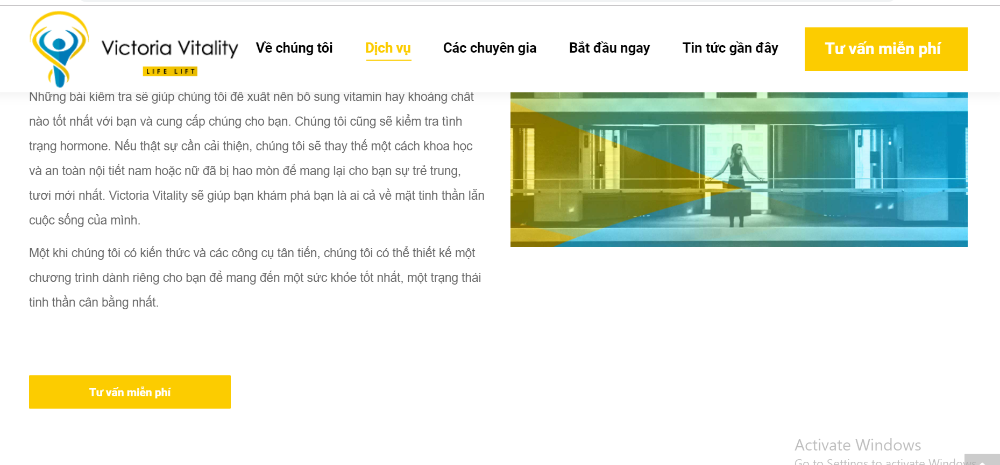 Victoria Vitality
LIFE LIFT
Về chúng tôi
Dịch vụ
Các chuyên gia
Bắt đầu ngay
Tin tức gần đây
Tư vấn miễn phí
Những bài kiểm tra sẽ giúp chúng tôi đề xuất nên bổ sung vitamin hay khoáng chất
nào tốt nhất với bạn và cung cấp chúng cho bạn. Chúng tôi cũng sẽ kiểm tra tình
trạng hormone. Nếu thật sự cần cải thiện, chúng tôi sẽ thay thế một cách khoa học
và an toàn nội tiết nam hoặc nữ đã bị hao mòn để mang lại cho bạn sự trẻ trung,
tươi mới nhất. Victoria Vitality sẽ giúp bạn khám phá bạn là ai cả về mặt tinh thần lẫn
cuộc sống của mình.
Một khi chúng tôi có kiến thức và các công cụ tân tiến, chúng tôi có thể thiết kế một
chương trình dành riêng cho bạn để mang đến một sức khỏe tốt nhất, một trạng thái
tinh thần cân bằng nhất.
Tư vấn miễn phí
Activate Windows
Go to Settings to activate Windows.